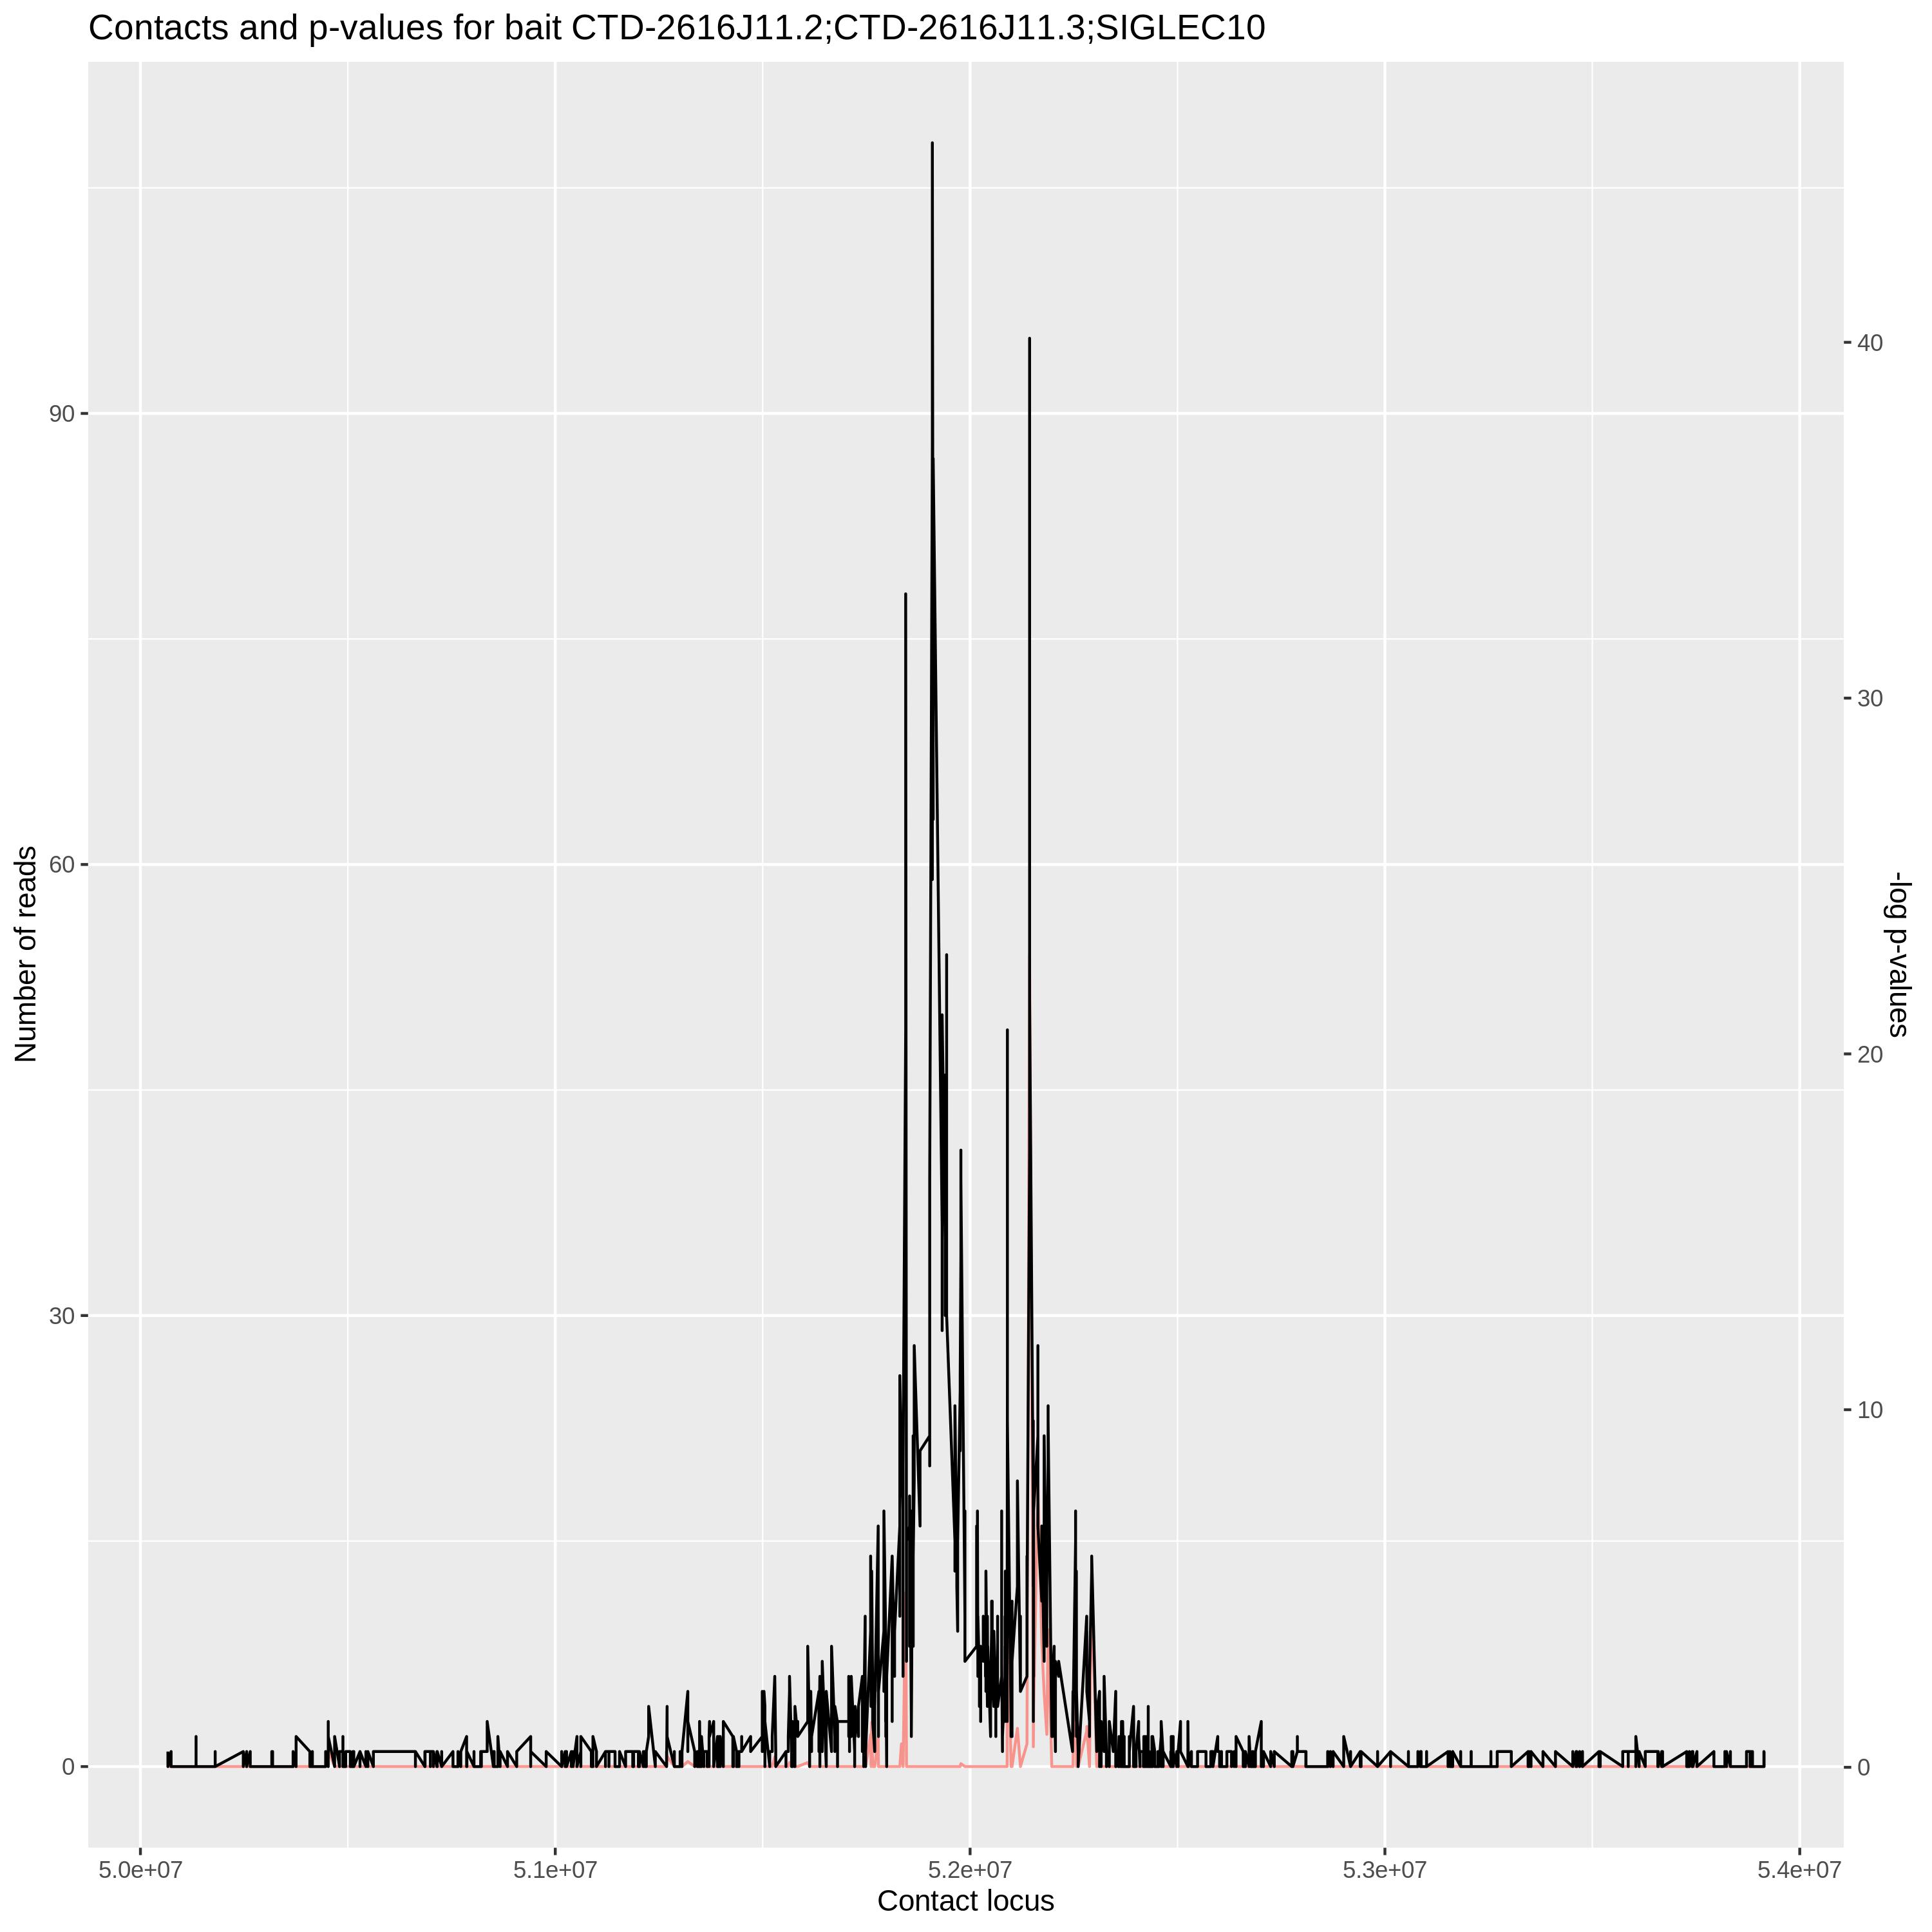 Contacts and p-values for bait CTD-2616J11.2;CTD-2616J11.3;SIGLEC10
90
60
30
0
Number of reads
40
30
20
10
0
-log p-values
5.0e+07 5.1e+07 5.2e+07 5.3e+07 5.4e+07
Contact locus